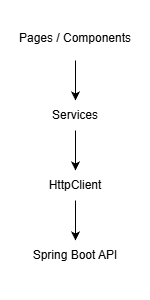 Pages / Components
Services
HttpClient
Spring Boot API